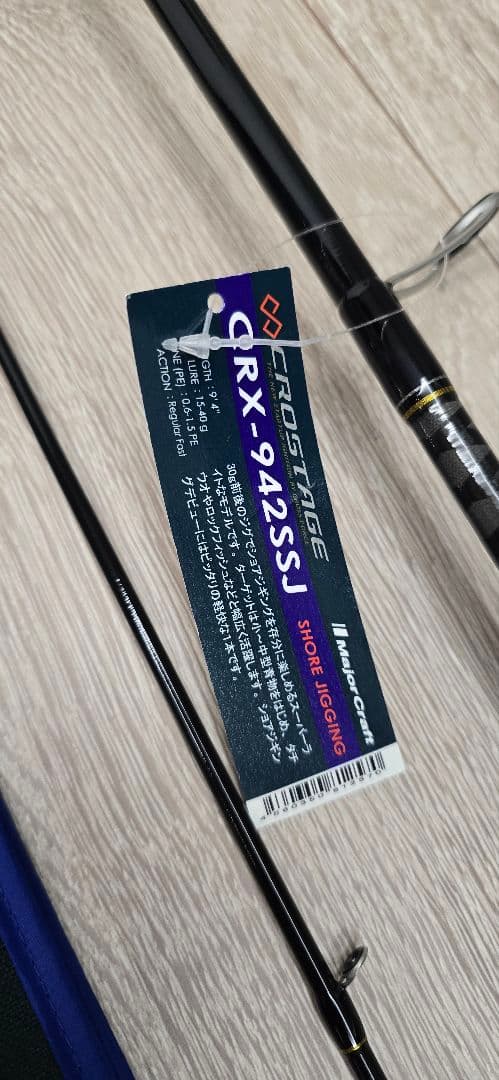 CROSTAGE
CRX-942SSJ
SHORE JIGGING
MajorCraft
LENGTH : 9'4"
LURE : 15-40 g
LINE (PE) : 0.6-1.5 PE
ACTION : Regular Fast
30g前後のジグでショアジギングを存分に楽しめるスーパーラ
イトなモデルです。ターゲットは小～中型青物をはじめ、タチ
ウオやロックフィッシュなどと幅広く活躍します。ショアジギン
グデビューにはピッタリの軽快な1本です。